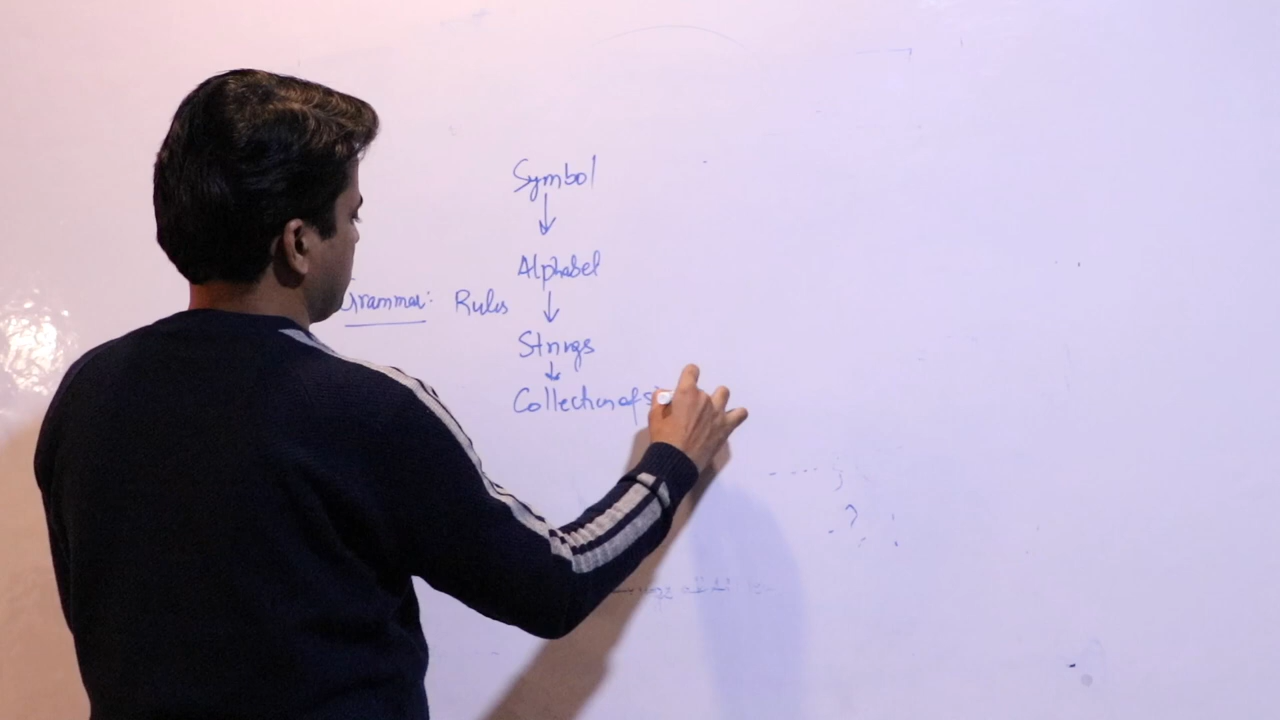 Symbol
↓
Alphabet
↓
Grammar: Rules
Strings
↓
Collection of s